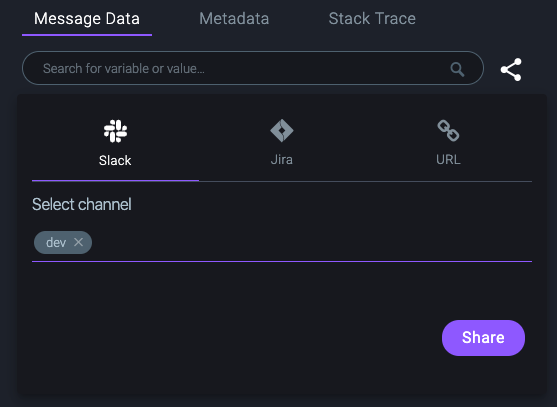 Message Data Metadata Stack Trace
Search for variable or value...
Slack Jira URL
Select channel
dev
Share